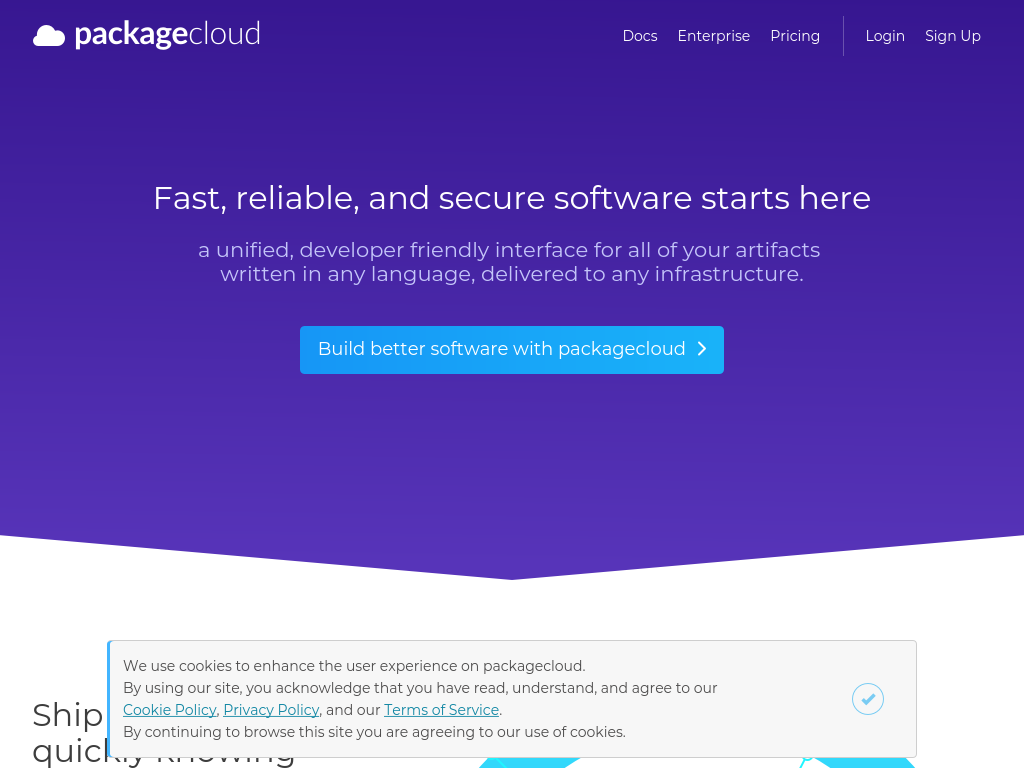 packagecloud
Docs Enterprise Pricing Login Sign Up
Fast, reliable, and secure software starts here
a unified, developer friendly interface for all of your artifacts
written in any language, delivered to any infrastructure.
Build better software with packagecloud
We use cookies to enhance the user experience on packagecloud.
By using our site, you acknowledge that you have read, understand, and agree to our
Cookie Policy, Privacy Policy, and our Terms of Service.
By continuing to browse this site you are agreeing to our use of cookies.
Ship
quickly knowing